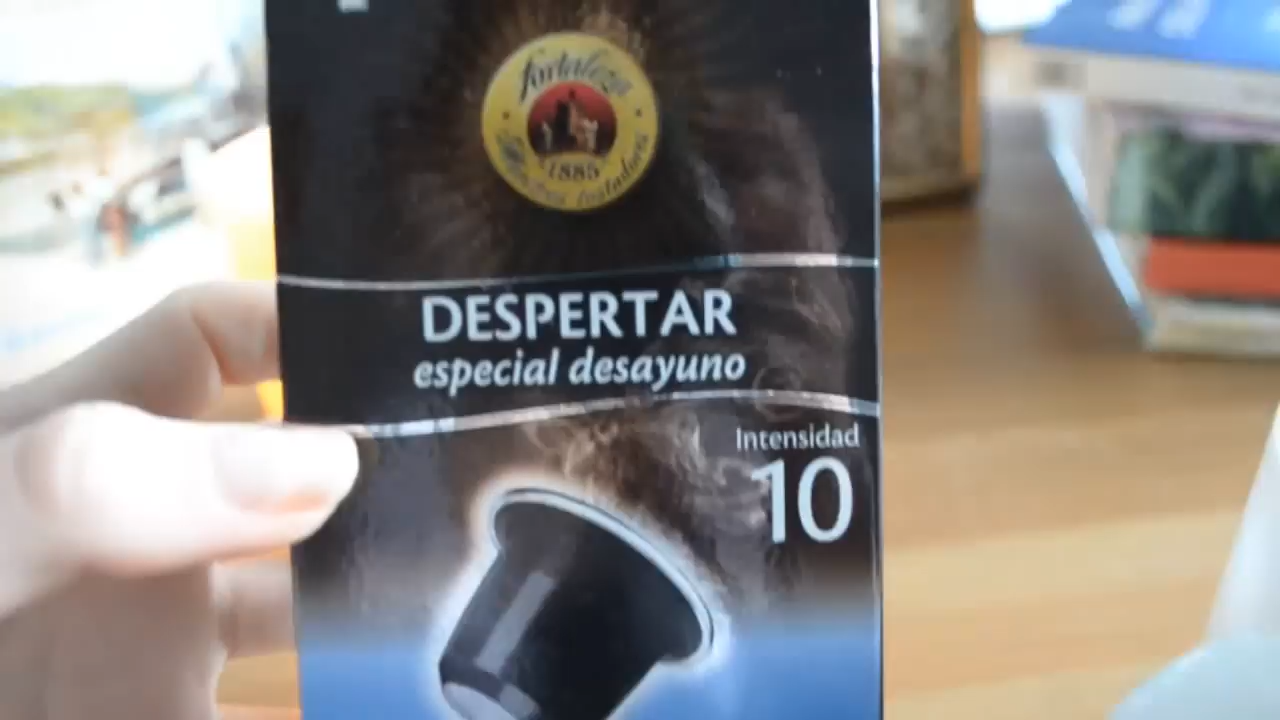 fortaleza
1885
DESPERTAR
especial desayuno
Intensidad
10